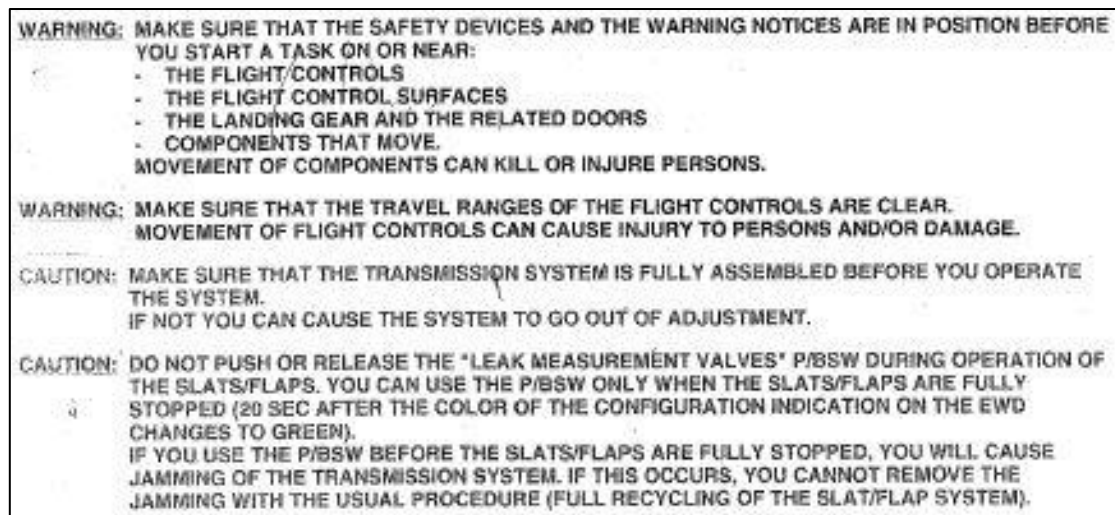 WARNING: MAKE SURE THAT THE SAFETY DEVICES AND THE WARNING NOTICES ARE IN POSITION BEFORE
YOU START A TASK ON OR NEAR:
- THE FLIGHT CONTROLS
- THE FLIGHT CONTROL SURFACES
- THE LANDING GEAR AND THE RELATED DOORS
- COMPONENTS THAT MOVE.
MOVEMENT OF COMPONENTS CAN KILL OR INJURE PERSONS.
WARNING: MAKE SURE THAT THE TRAVEL RANGES OF THE FLIGHT CONTROLS ARE CLEAR.
MOVEMENT OF FLIGHT CONTROLS CAN CAUSE INJURY TO PERSONS AND/OR DAMAGE.
CAUTION: MAKE SURE THAT THE TRANSMISSION SYSTEM IS FULLY ASSEMBLED BEFORE YOU OPERATE
THE SYSTEM.
IF NOT YOU CAN CAUSE THE SYSTEM TO GO OUT OF ADJUSTMENT.
CAUTION: DO NOT PUSH OR RELEASE THE "LEAK MEASUREMENT VALVES" P/BSW DURING OPERATION OF
THE SLATS/FLAPS. YOU CAN USE THE P/BSW ONLY WHEN THE SLATS/FLAPS ARE FULLY
STOPPED (20 SEC AFTER THE COLOR OF THE CONFIGURATION INDICATION ON THE EWD
CHANGES TO GREEN).
IF YOU USE THE P/BSW BEFORE THE SLATS/FLAPS ARE FULLY STOPPED, YOU WILL CAUSE
JAMMING OF THE TRANSMISSION SYSTEM. IF THIS OCCURS, YOU CANNOT REMOVE THE
JAMMING WITH THE USUAL PROCEDURE (FULL RECYCLING OF THE SLAT/FLAP SYSTEM).